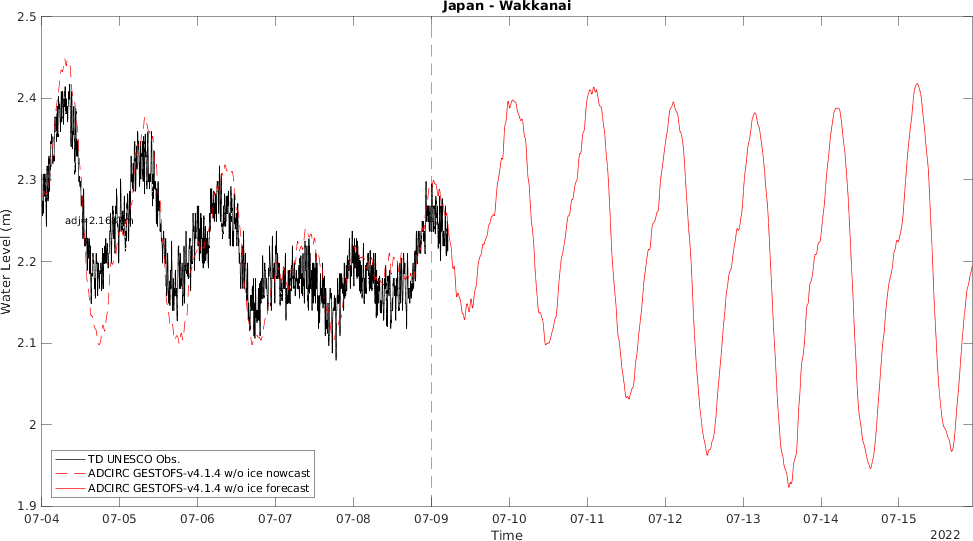 Japan - Wakkanai
2.5
2.4
2.3
2.2
2.1
2
1.9
Water Level (m)
TD UNESCO Obs.
ADCIRC GESTOFS-v4.1.4 w/o ice nowcast
ADCIRC GESTOFS-v4.1.4 w/o ice forecast
07-04 07-05 07-06 07-07 07-08 07-09 07-10 07-11 07-12 07-13 07-14 07-15
Time
2022